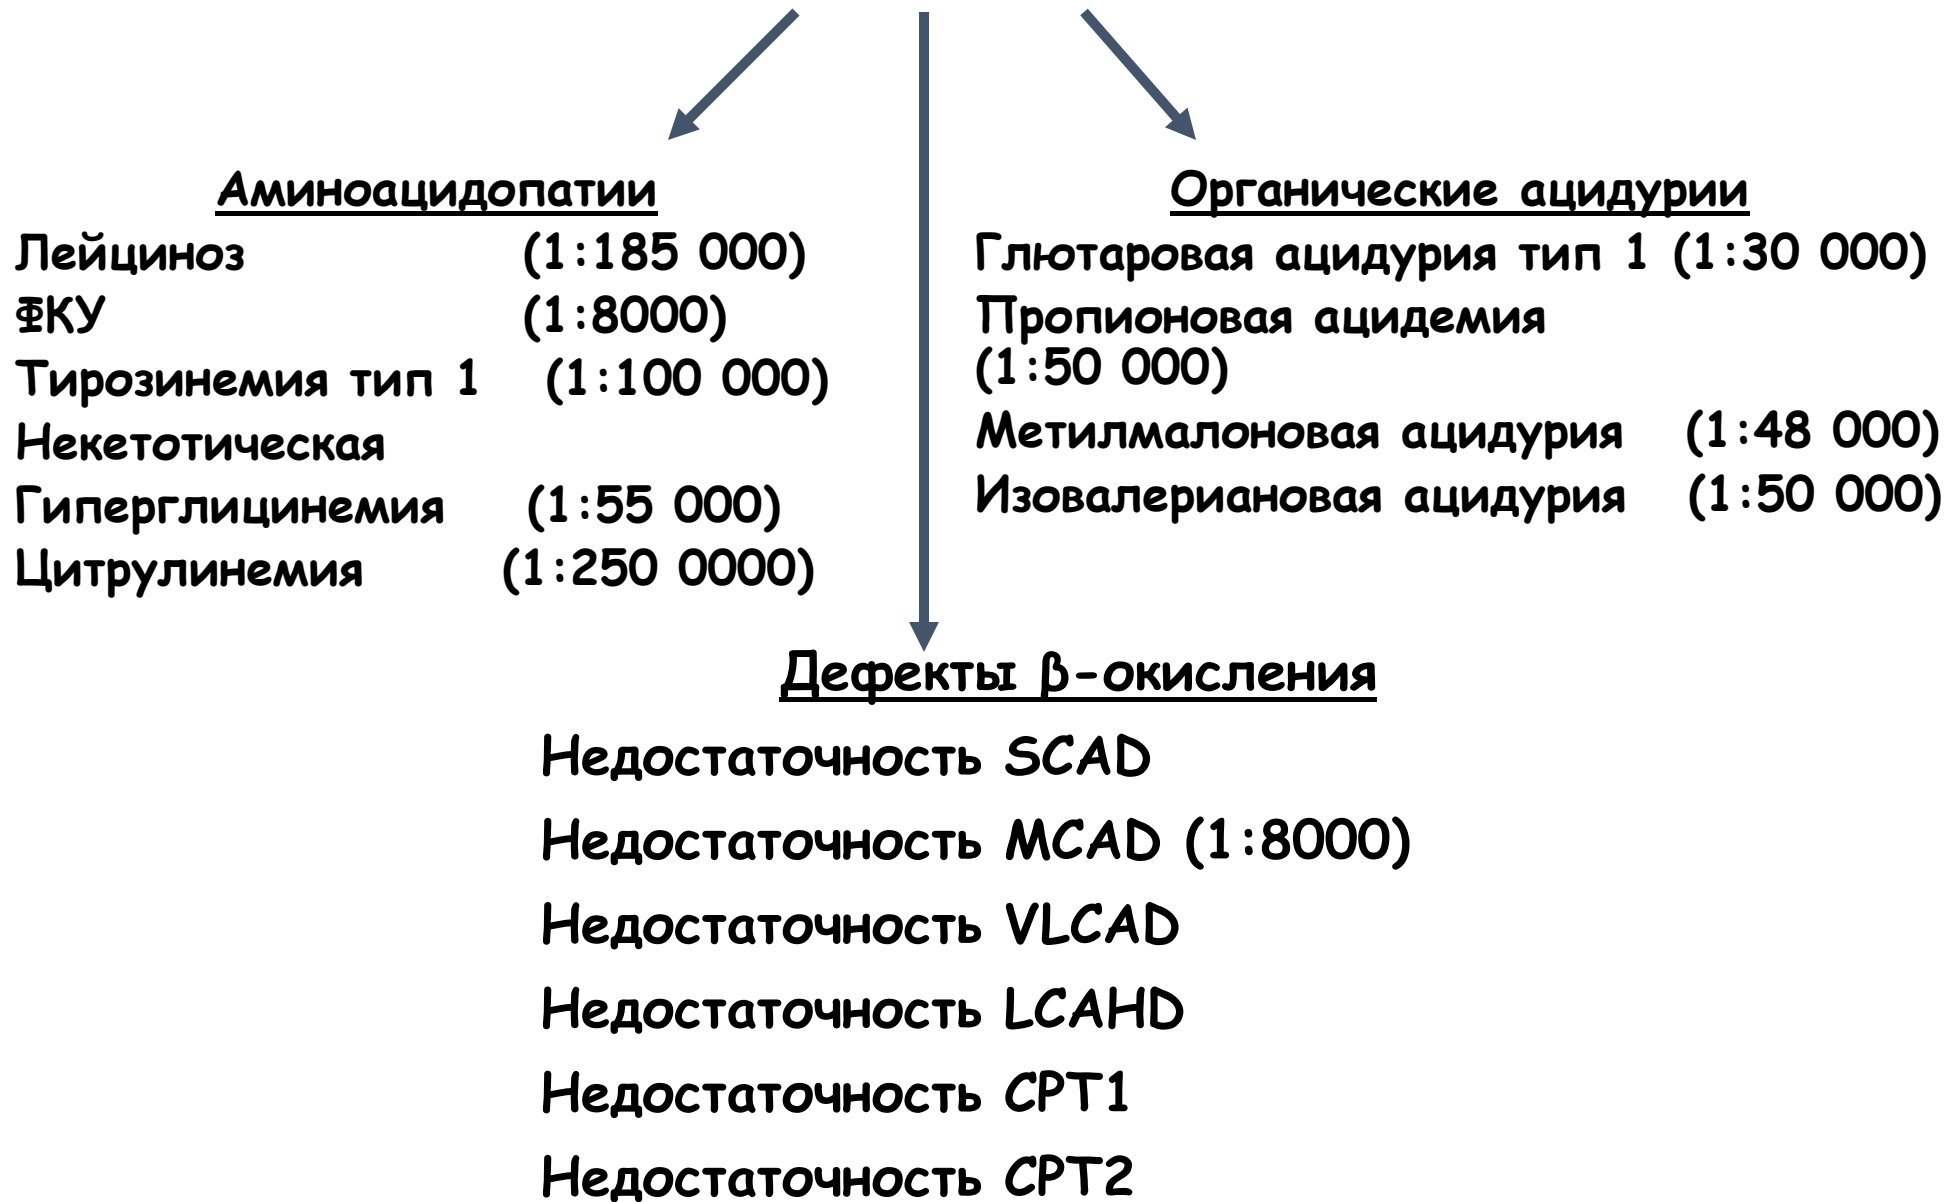 Аминоацидопатии
Лейциноз (1:185 000)
ФКУ (1:8000)
Тирозинемия тип 1 (1:100 000)
Некетотическая
Гиперглицинемия (1:55 000)
Цитрулинемия (1:250 0000)
Органические ацидурии
Глютаровая ацидурия тип 1 (1:30 000)
Пропионовая ацидемия
(1:50 000)
Метилмалоновая ацидурия (1:48 000)
Изовалериановая ацидурия (1:50 000)
Дефекты β-окисления
Недостаточность SCAD
Недостаточность MCAD (1:8000)
Недостаточность VLCAD
Недостаточность LCAHD
Недостаточность CPT1
Недостаточность CPT2